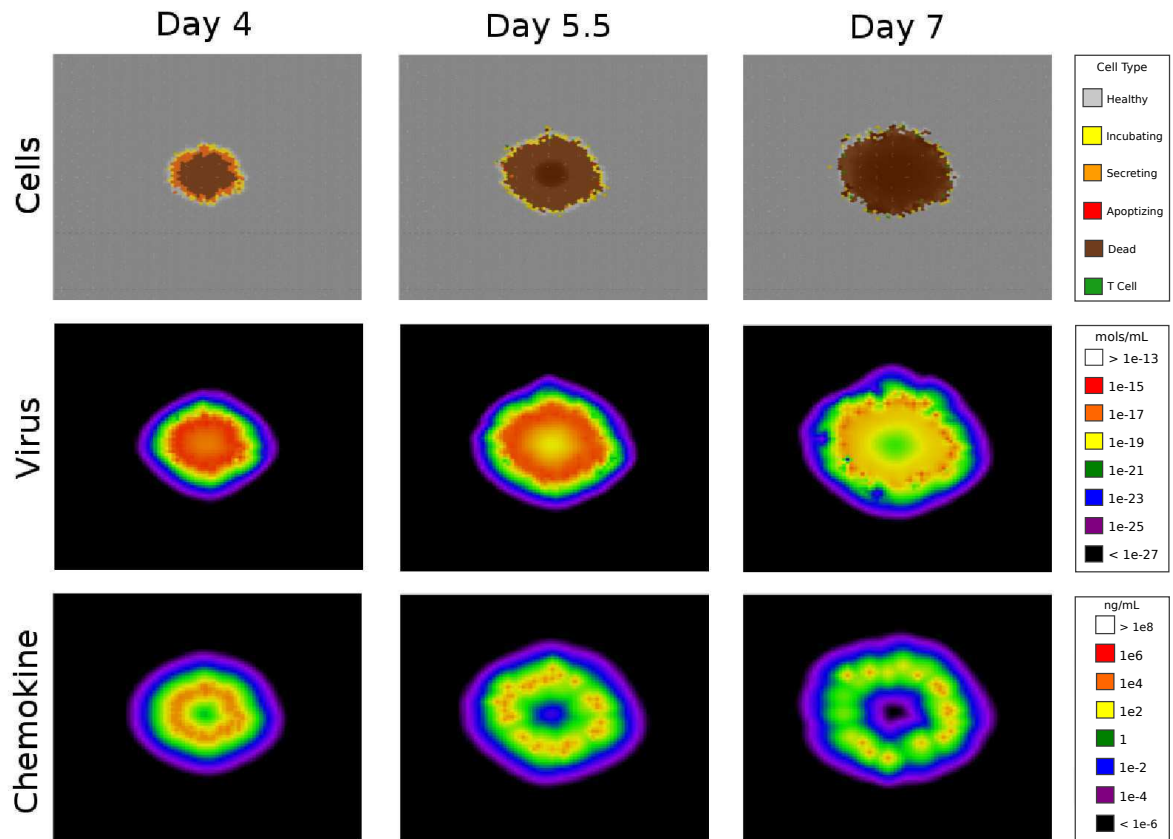 Day 4
Day 5.5
Day 7
Cells
Cell Type
Healthy
Incubating
Secreting
Apoptizing
Dead
T Cell
Virus
mols/mL
> 1e-13
1e-15
1e-17
1e-19
1e-21
1e-23
1e-25
< 1e-27
Chemokine
ng/mL
> 1e8
1e6
1e4
1e2
1
1e-2
1e-4
< 1e-6